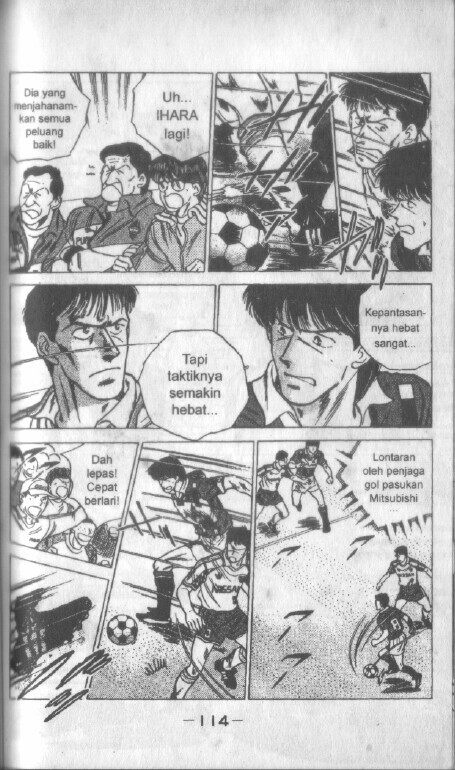 Dia yang
menjahanam-
kan semua
peluang
baik!
Uh...
IHARA
lagi!
Kepantasan-
nya hebat
sangat...
Tapi
taktiknya
semakin
hebat...
Dah
lepas!
Cepat
berlari!
NISSAN
Lontaran
oleh penjaga
gol pasukan
Mitsubishi
8
—114—